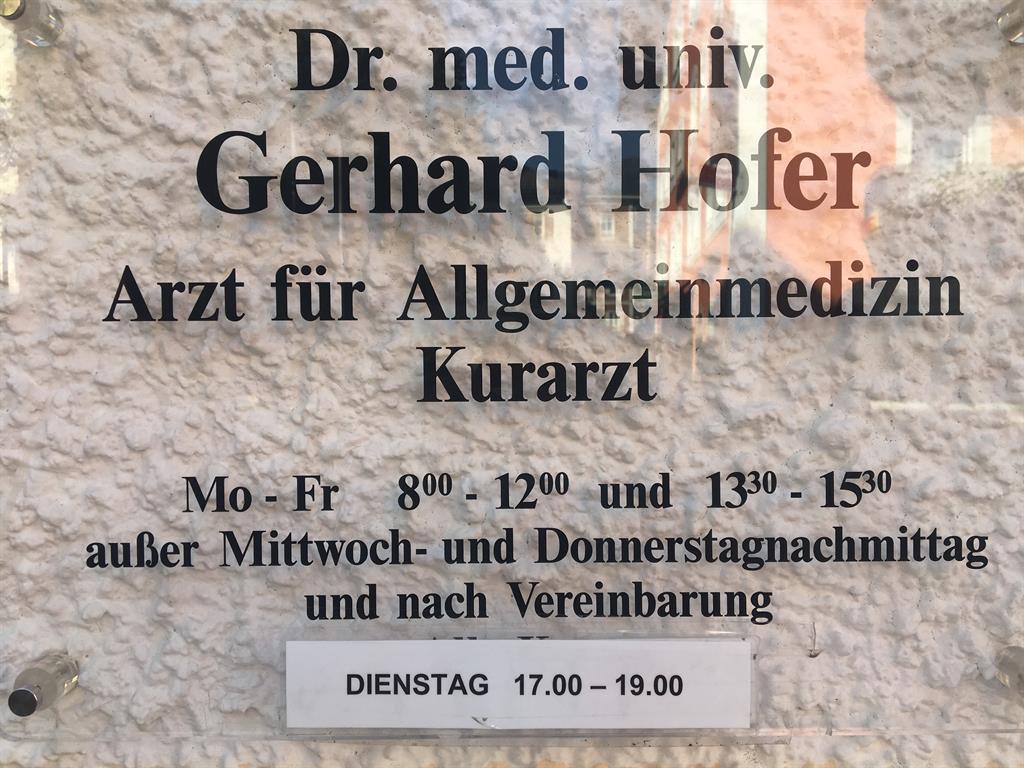 Dr. med. univ.
Gerhard Hofer
Arzt für Allgemeinmedizin
Kurarzt
Mo - Fr 8⁰⁰ - 12⁰⁰ und 13³⁰ - 15³⁰
außer Mittwoch- und Donnerstagnachmittag
und nach Vereinbarung
DIENSTAG 17.00 – 19.00